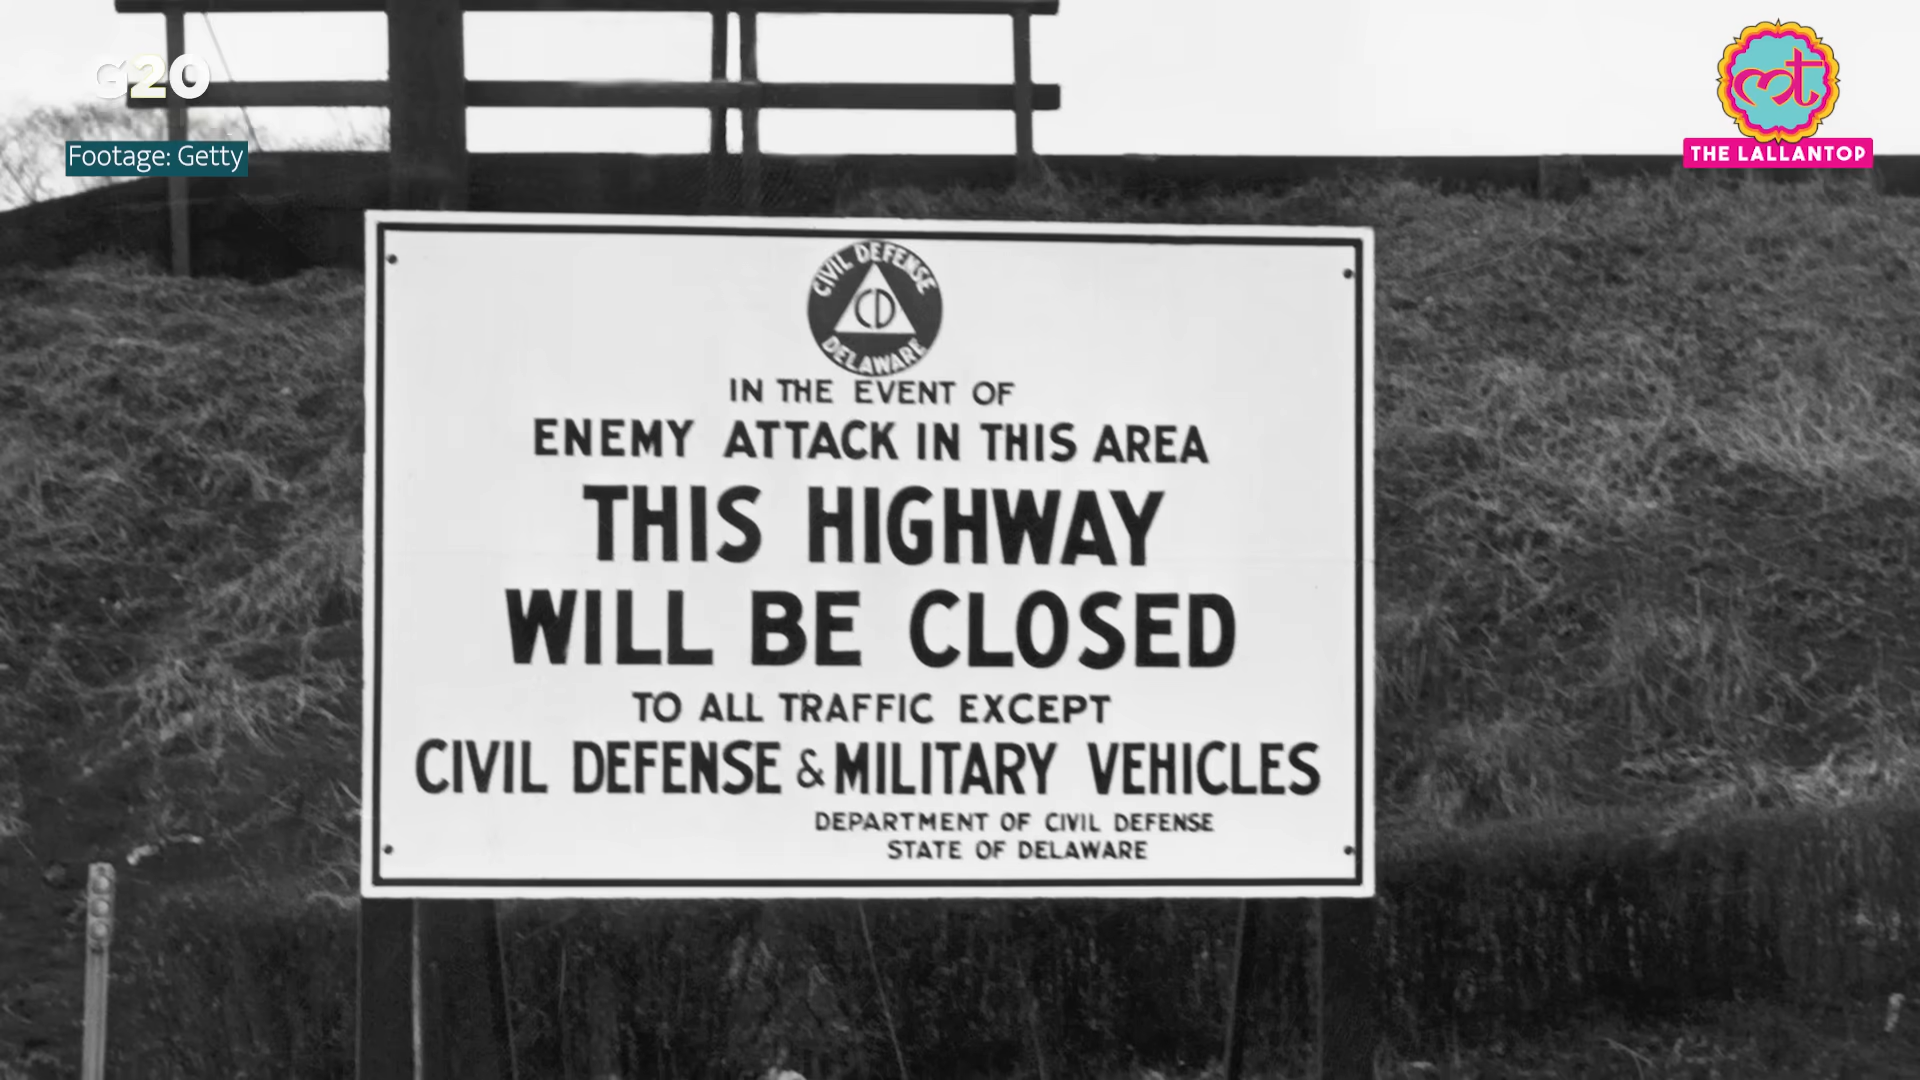 G20
Footage: Getty
THE LALLANTOP
CIVIL DEFENSE
CD
DELAWARE
IN THE EVENT OF
ENEMY ATTACK IN THIS AREA
THIS HIGHWAY
WILL BE CLOSED
TO ALL TRAFFIC EXCEPT
CIVIL DEFENSE & MILITARY VEHICLES
DEPARTMENT OF CIVIL DEFENSE
STATE OF DELAWARE